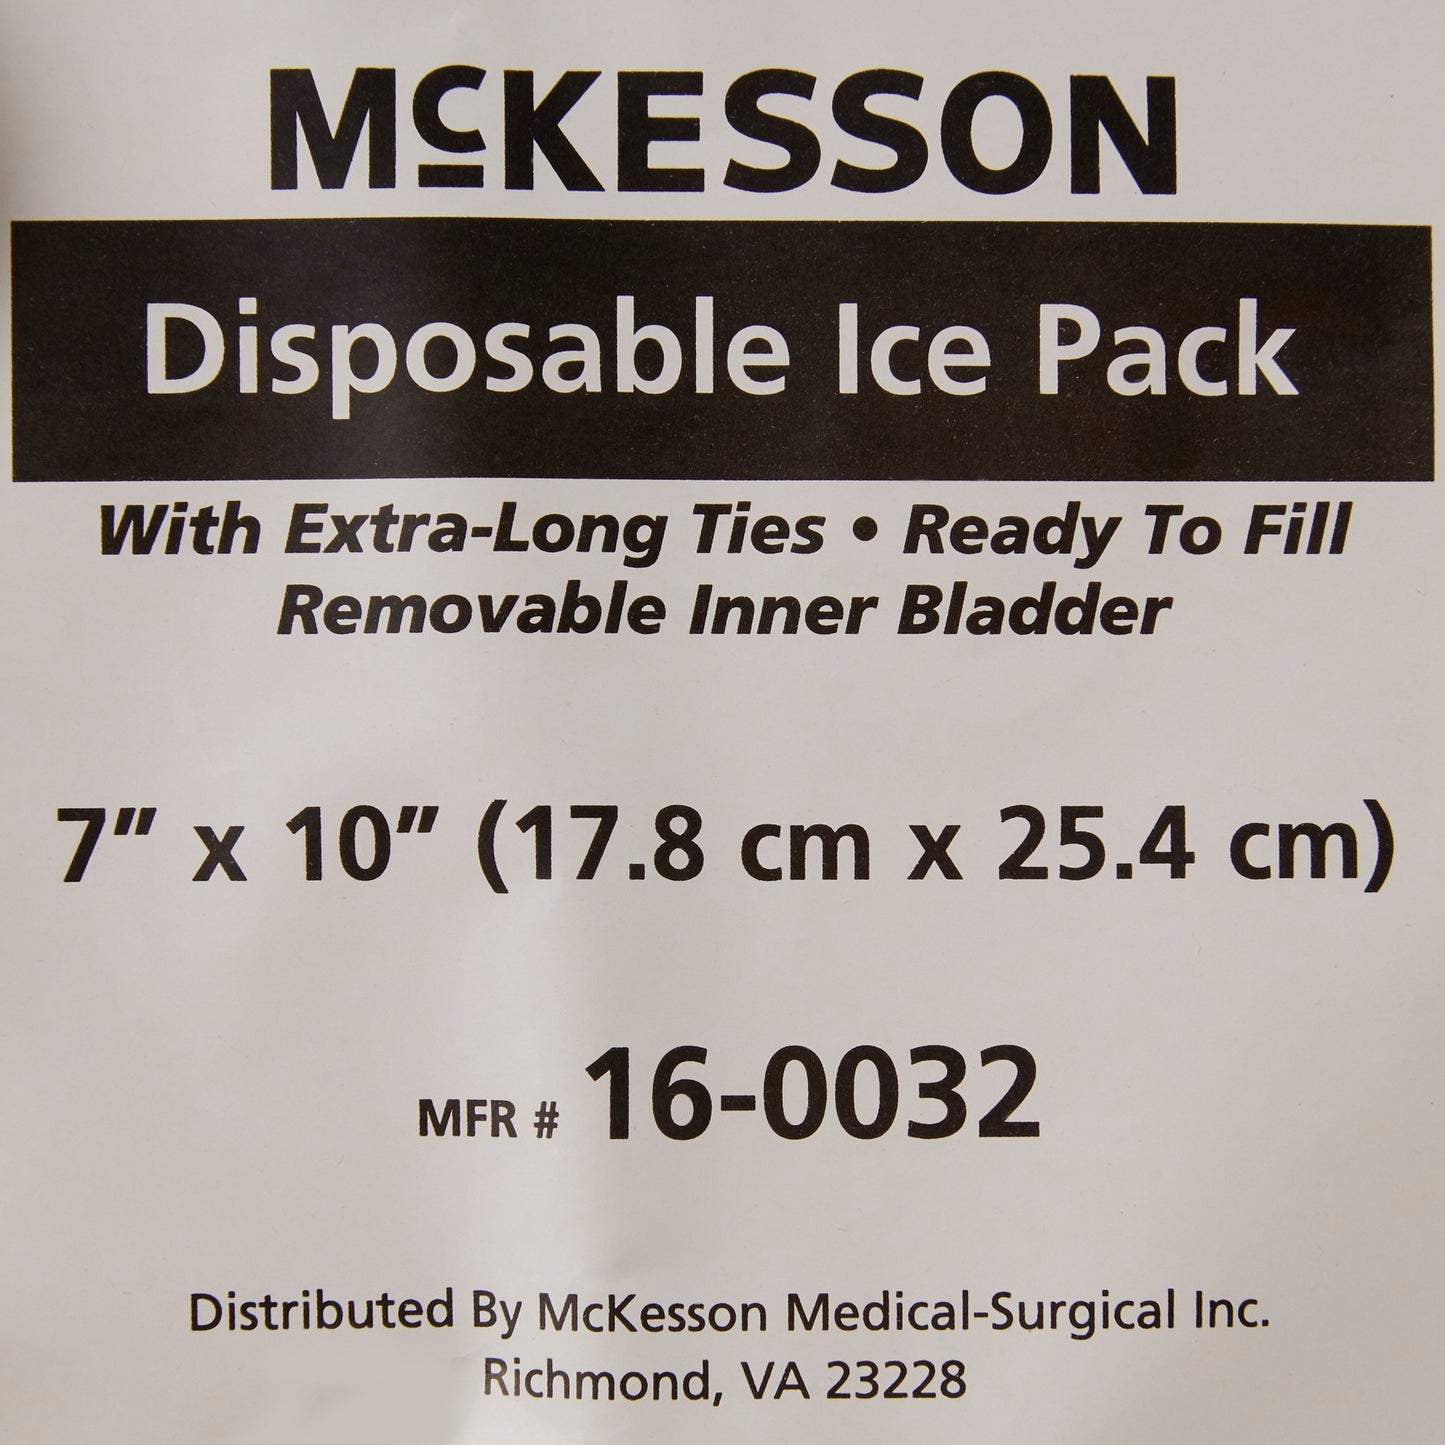 McKESSON
Disposable Ice Pack
With Extra-Long Ties • Ready To Fill
Removable Inner Bladder
7″ x 10″ (17.8 cm x 25.4 cm)
MFR # 16-0032
Distributed By McKesson Medical-Surgical Inc.
Richmond, VA 23228